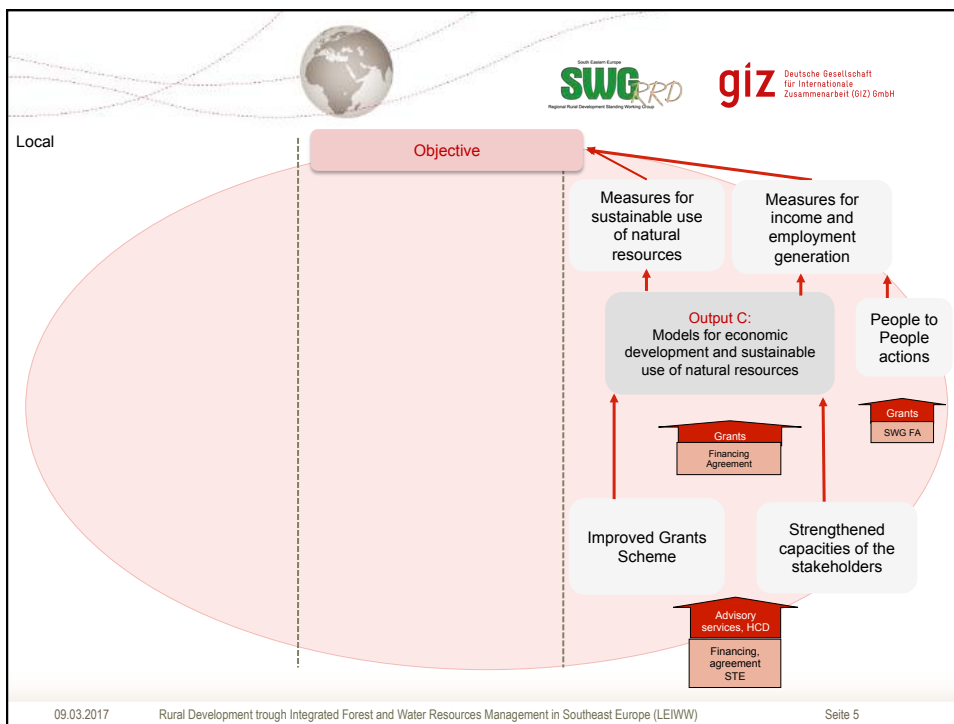 South Eastern Europe
SWG
RRD
Regional Rural Development Standing Working Group
giz
Deutsche Gesellschaft
für Internationale
Zusammenarbeit (GIZ) GmbH
Local
Objective
Measures for
sustainable use
of natural
resources
Measures for
income and
employment
generation
Output C:
Models for economic
development and sustainable
use of natural resources
People to
People
actions
Grants
SWG FA
Grants
Financing
Agreement
Improved Grants
Scheme
Strengthened
capacities of the
stakeholders
Advisory
services, HCD
Financing,
agreement
STE
09.03.2017
Rural Development trough Integrated Forest and Water Resources Management in Southeast Europe (LEIWW)
Seite 5